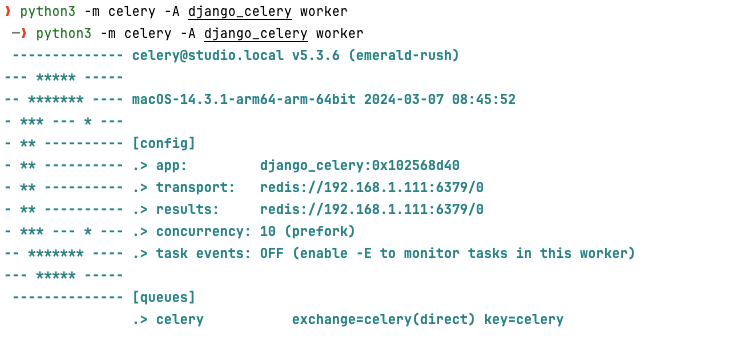 ❯ python3 -m celery -A django_celery worker
─❯ python3 -m celery -A django_celery worker
 -------------- celery@studio.local v5.3.6 (emerald-rush)
--- ***** -----
-- ******* ---- macOS-14.3.1-arm64-arm-64bit 2024-03-07 08:45:52
- *** --- * ---
- ** ---------- [config]
- ** ---------- .> app:         django_celery:0x102568d40
- ** ---------- .> transport:   redis://192.168.1.111:6379/0
- ** ---------- .> results:     redis://192.168.1.111:6379/0
- *** --- * --- .> concurrency: 10 (prefork)
-- ******* ---- .> task events: OFF (enable -E to monitor tasks in this worker)
--- ***** -----
 -------------- [queues]
                .> celery           exchange=celery(direct) key=celery